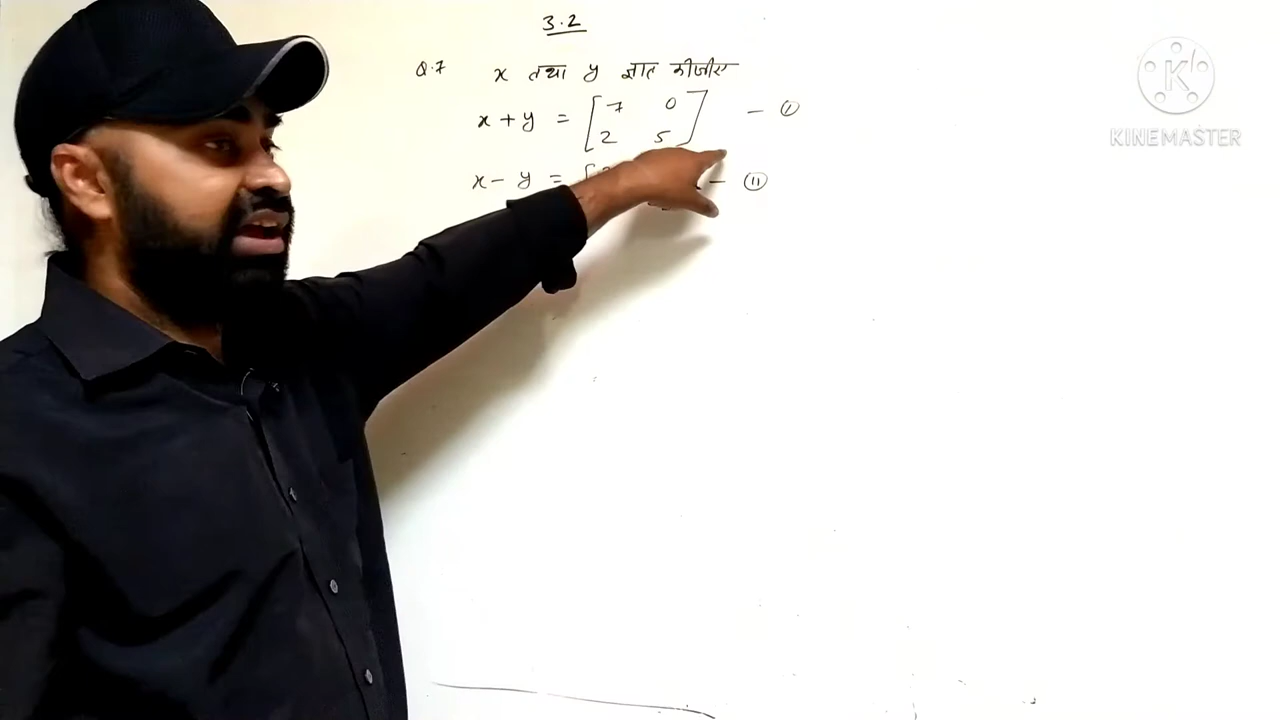 3.2
Q.7 x तथा y ज्ञात कीजीए
x + y = [ 7 0 — (i)
2 5 ]
x - y = [ — (ii)
KINEMASTER